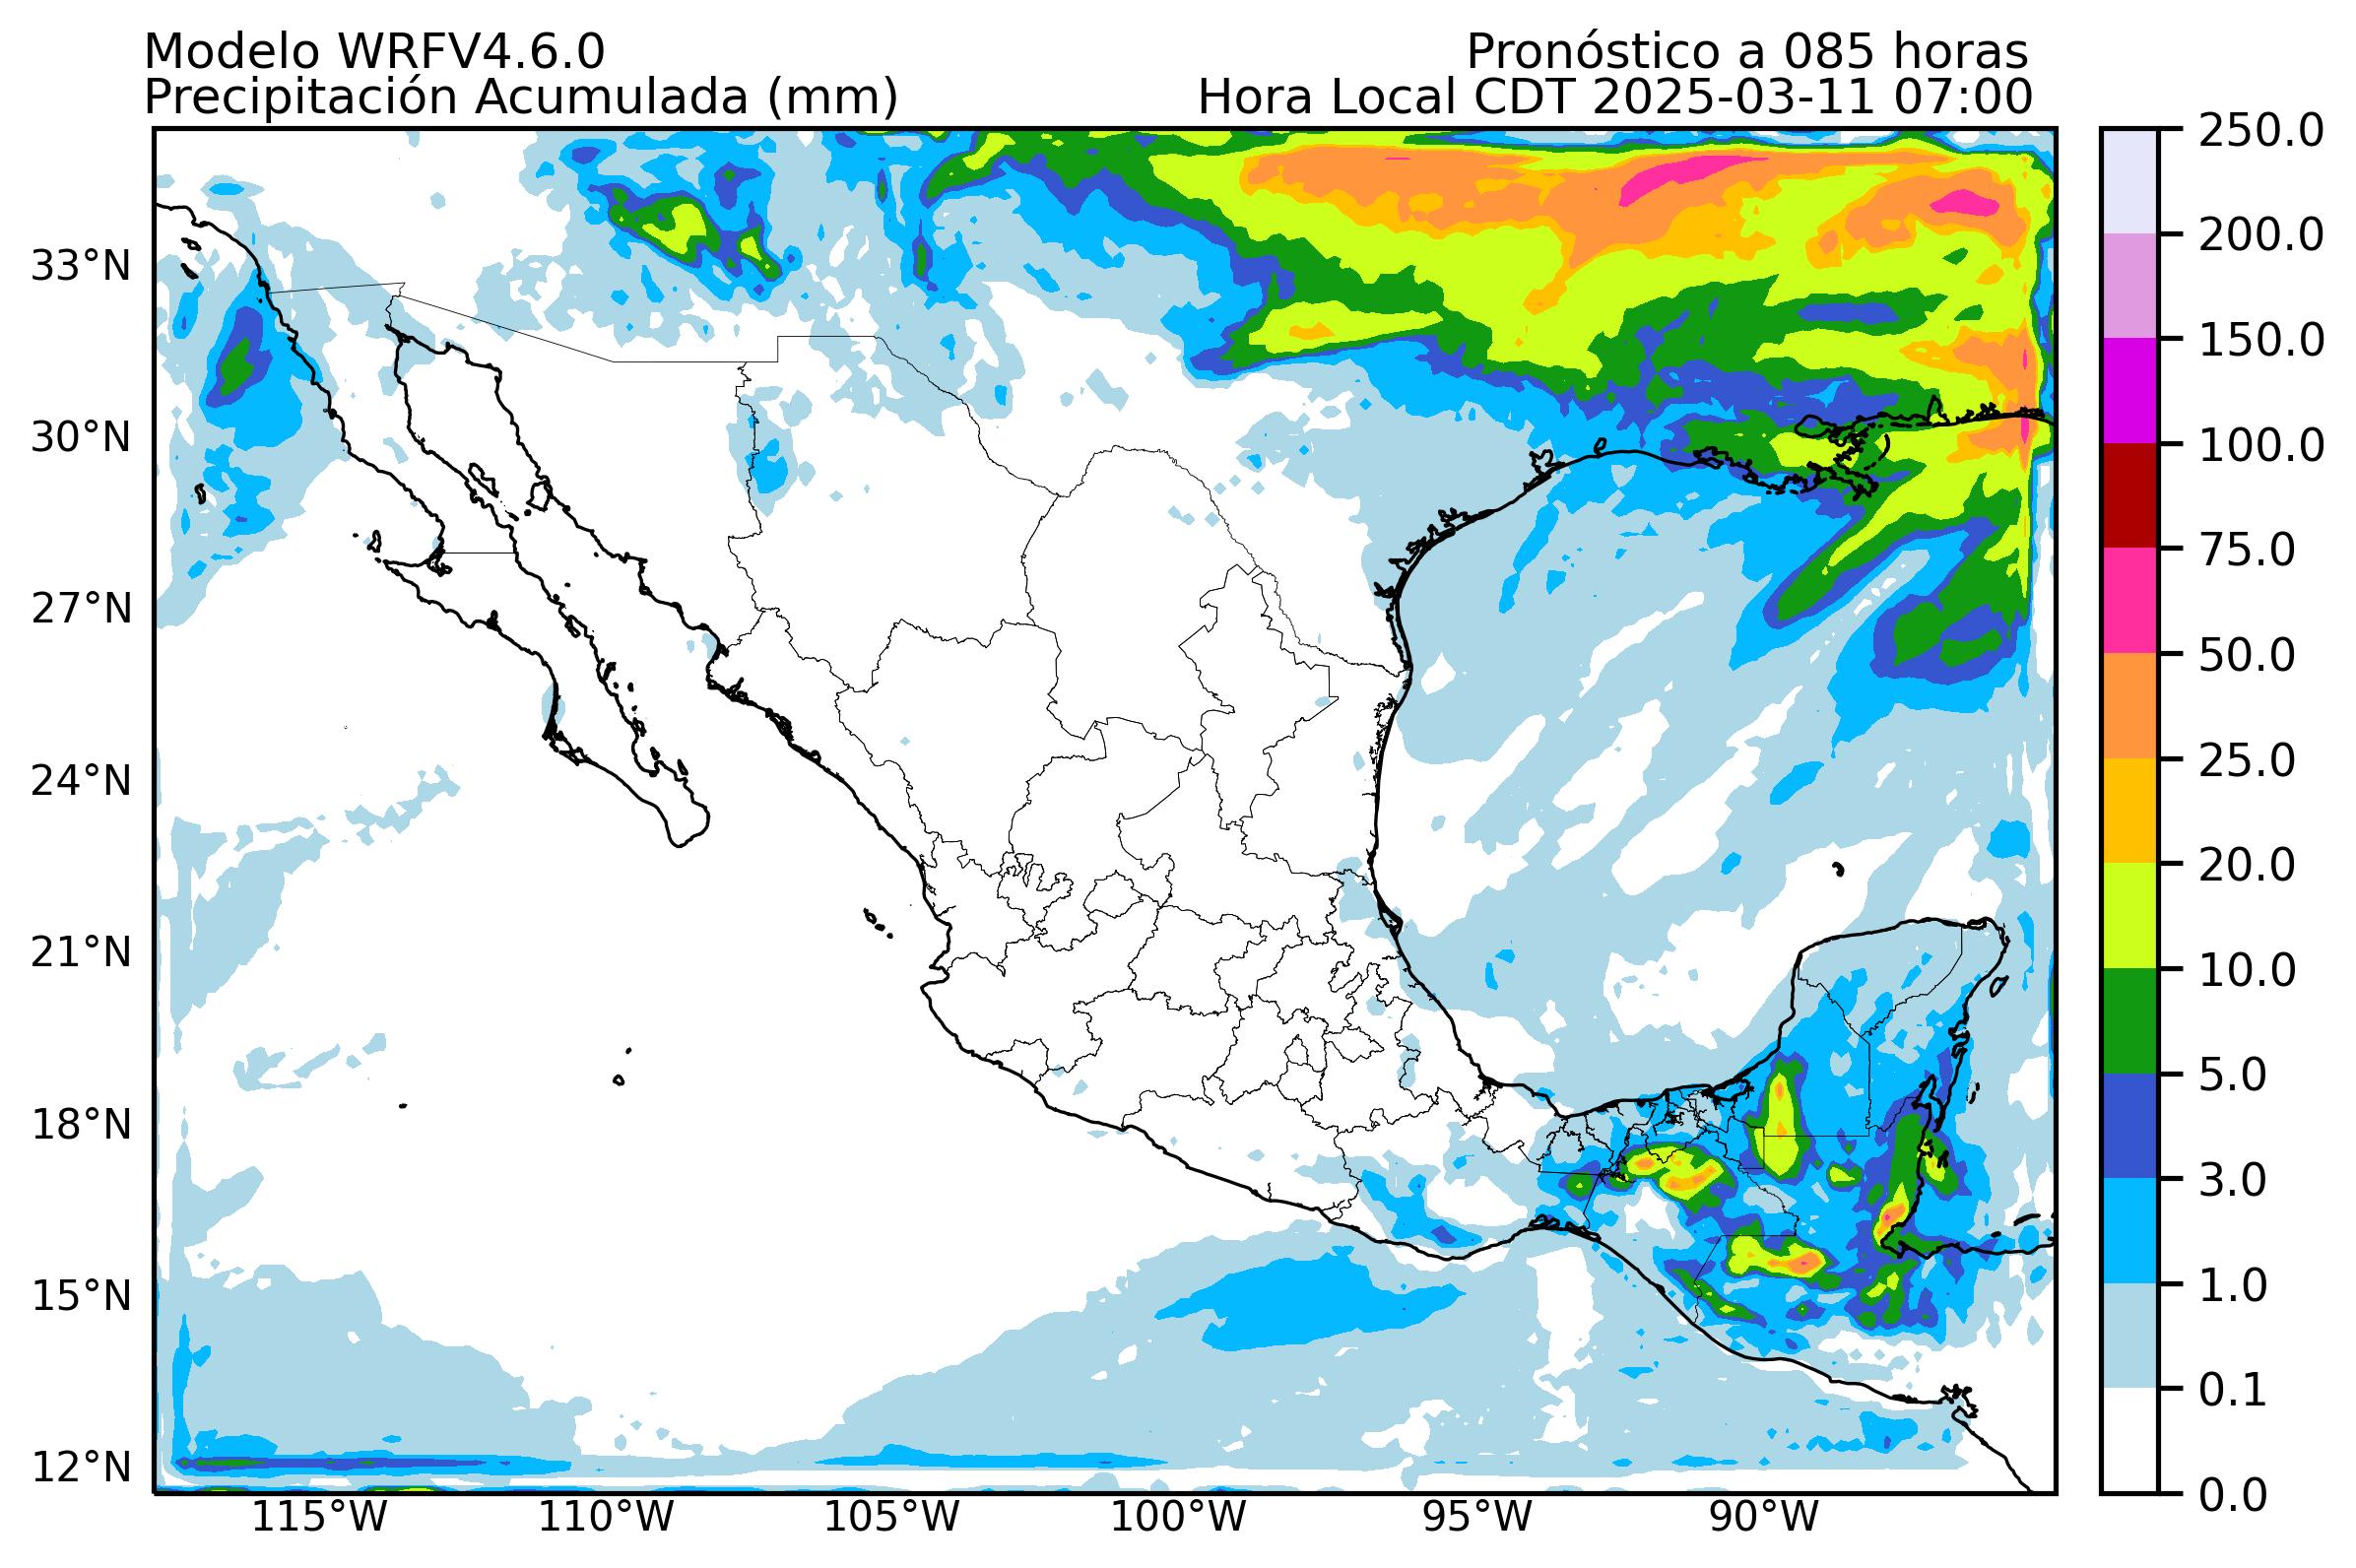 Modelo WRFV4.6.0
Pronóstico a 085 horas
Precipitación Acumulada (mm)
Hora Local CDT 2025-03-11 07:00
250.0
200.0
150.0
100.0
75.0
50.0
25.0
20.0
10.0
5.0
3.0
1.0
0.1
0.0
33°N
30°N
27°N
24°N
21°N
18°N
15°N
12°N
115°W
110°W
105°W
100°W
95°W
90°W